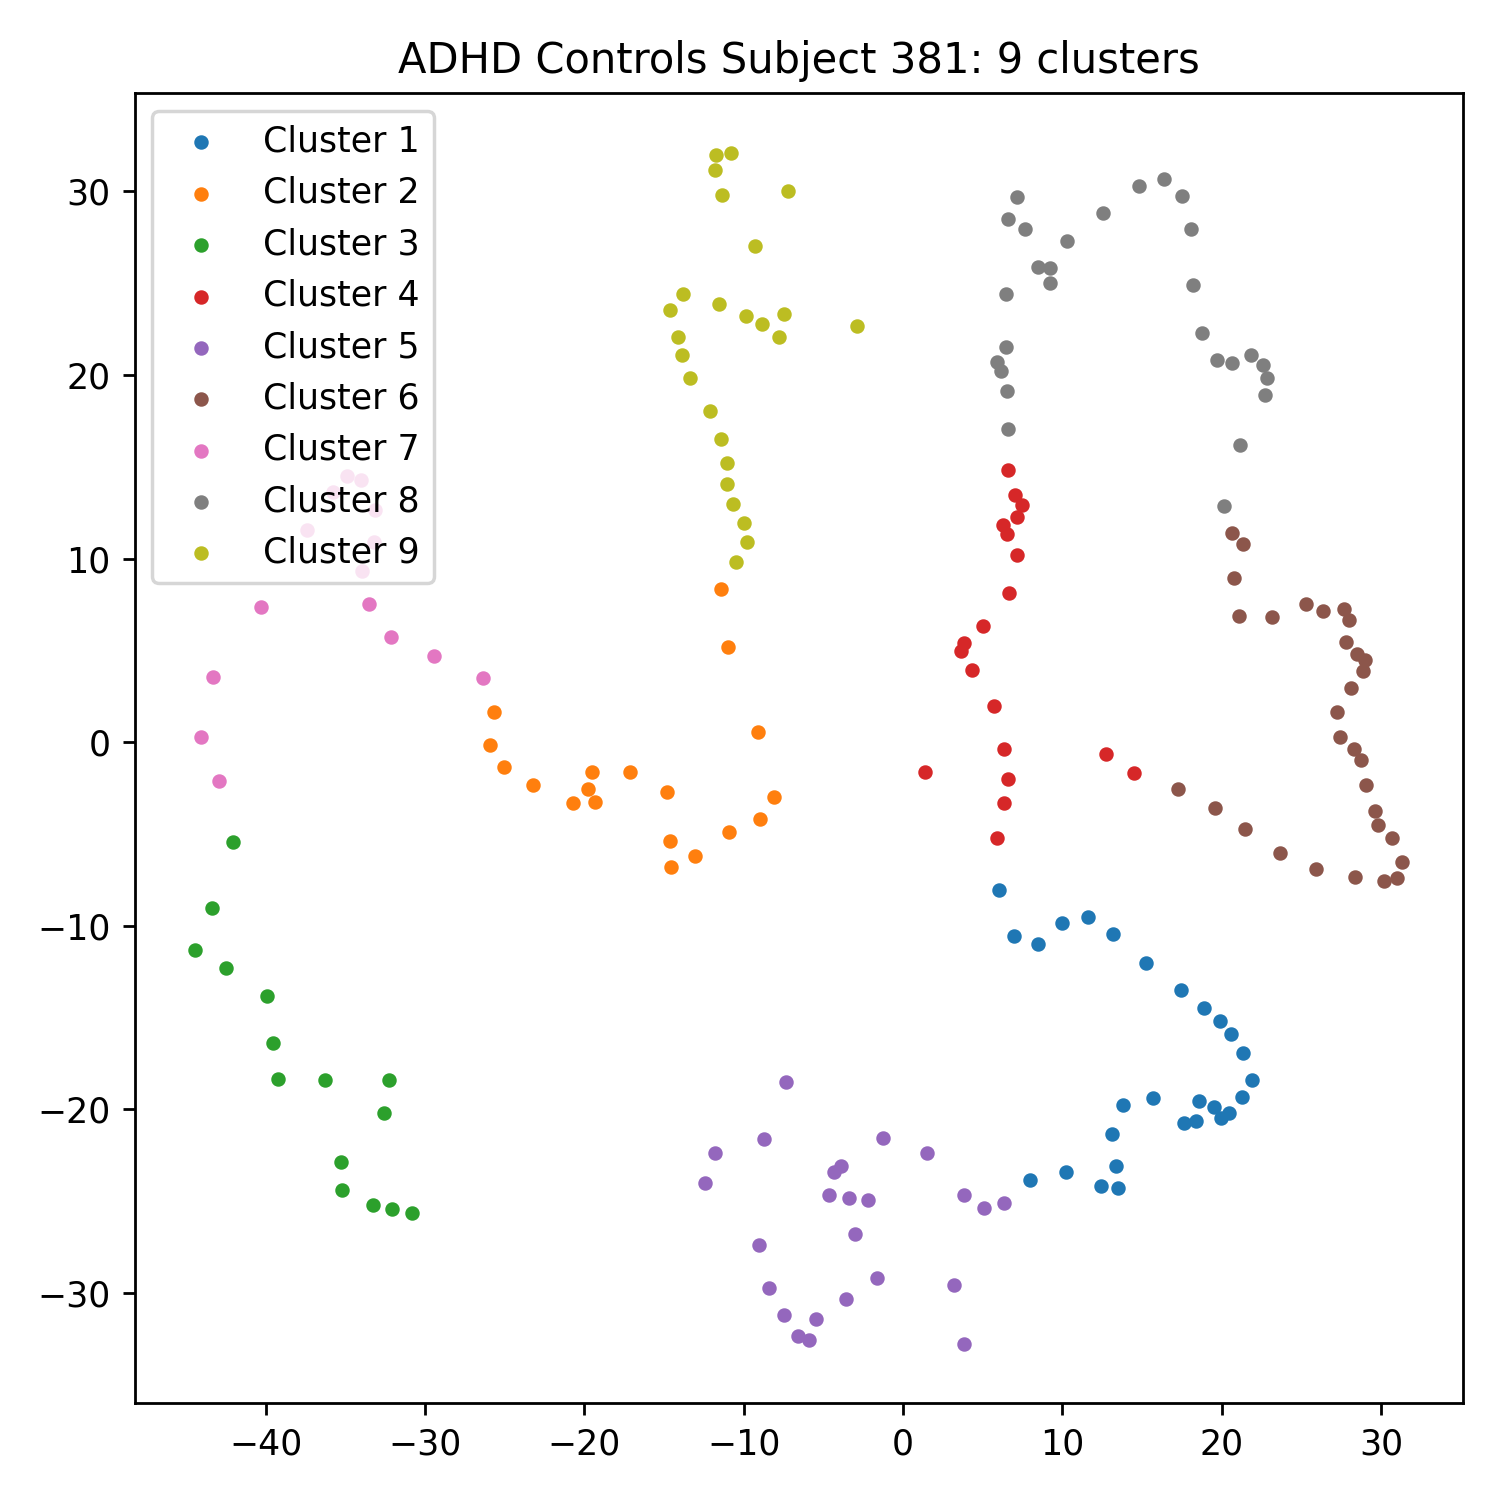 ADHD Controls Subject 381: 9 clusters
Cluster 1
Cluster 2
Cluster 3
Cluster 4
Cluster 5
Cluster 6
Cluster 7
Cluster 8
Cluster 9
30
20
10
0
−10
−20
−30
−40 −30 −20 −10 0 10 20 30